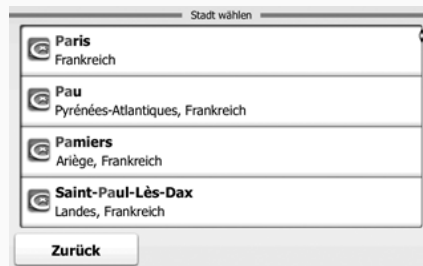 Stadt wählen
Paris
Frankreich
Pau
Pyrénées-Atlantiques, Frankreich
Pamiers
Ariège, Frankreich
Saint-Paul-Lès-Dax
Landes, Frankreich
Zurück